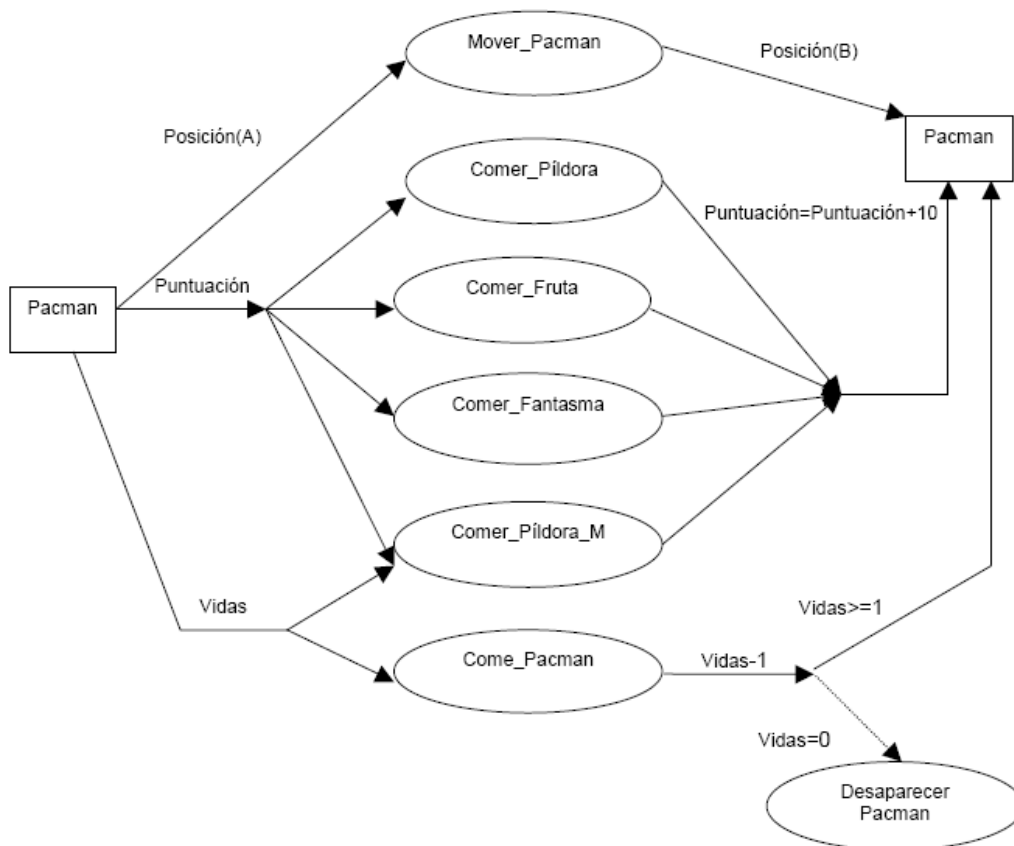 Mover_Pacman
Posición(B)
Posición(A)
Pacman
Comer_Píldora
Puntuación=Puntuación+10
Puntuación
Comer_Fruta
Pacman
Comer_Fantasma
Comer_Píldora_M
Vidas
Vidas>=1
Come_Pacman
Vidas-1
Vidas=0
Desaparecer
Pacman